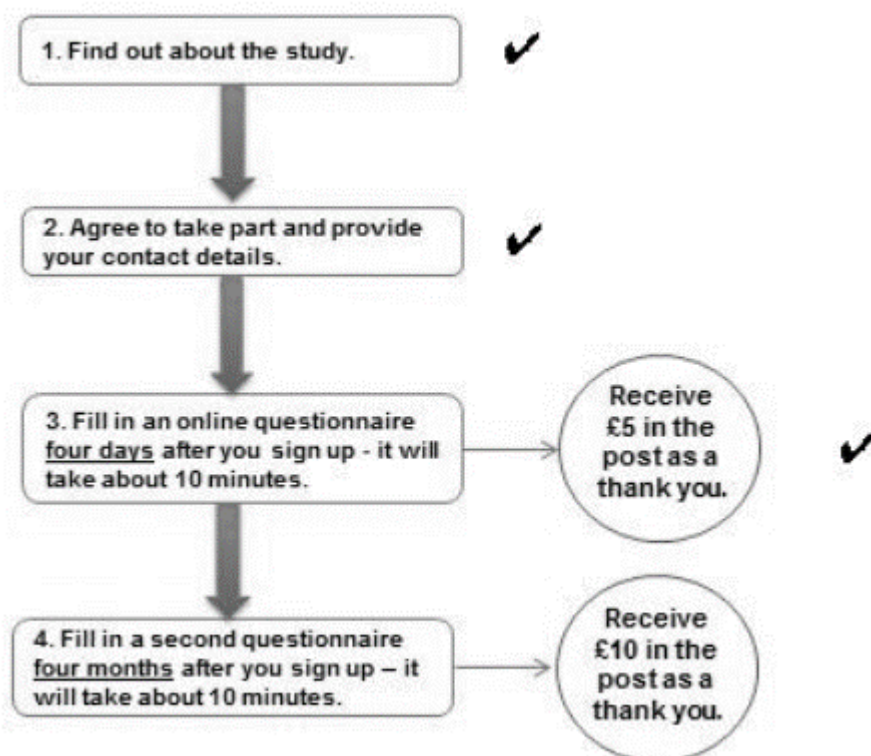 1. Find out about the study.
2. Agree to take part and provide
your contact details.
3. Fill in an online questionnaire
four days after you sign up - it will
take about 10 minutes.
Receive
£5 in the
post as a
thank you.
4. Fill in a second questionnaire
four months after you sign up – it
will take about 10 minutes.
Receive
£10 in the
post as a
thank you.